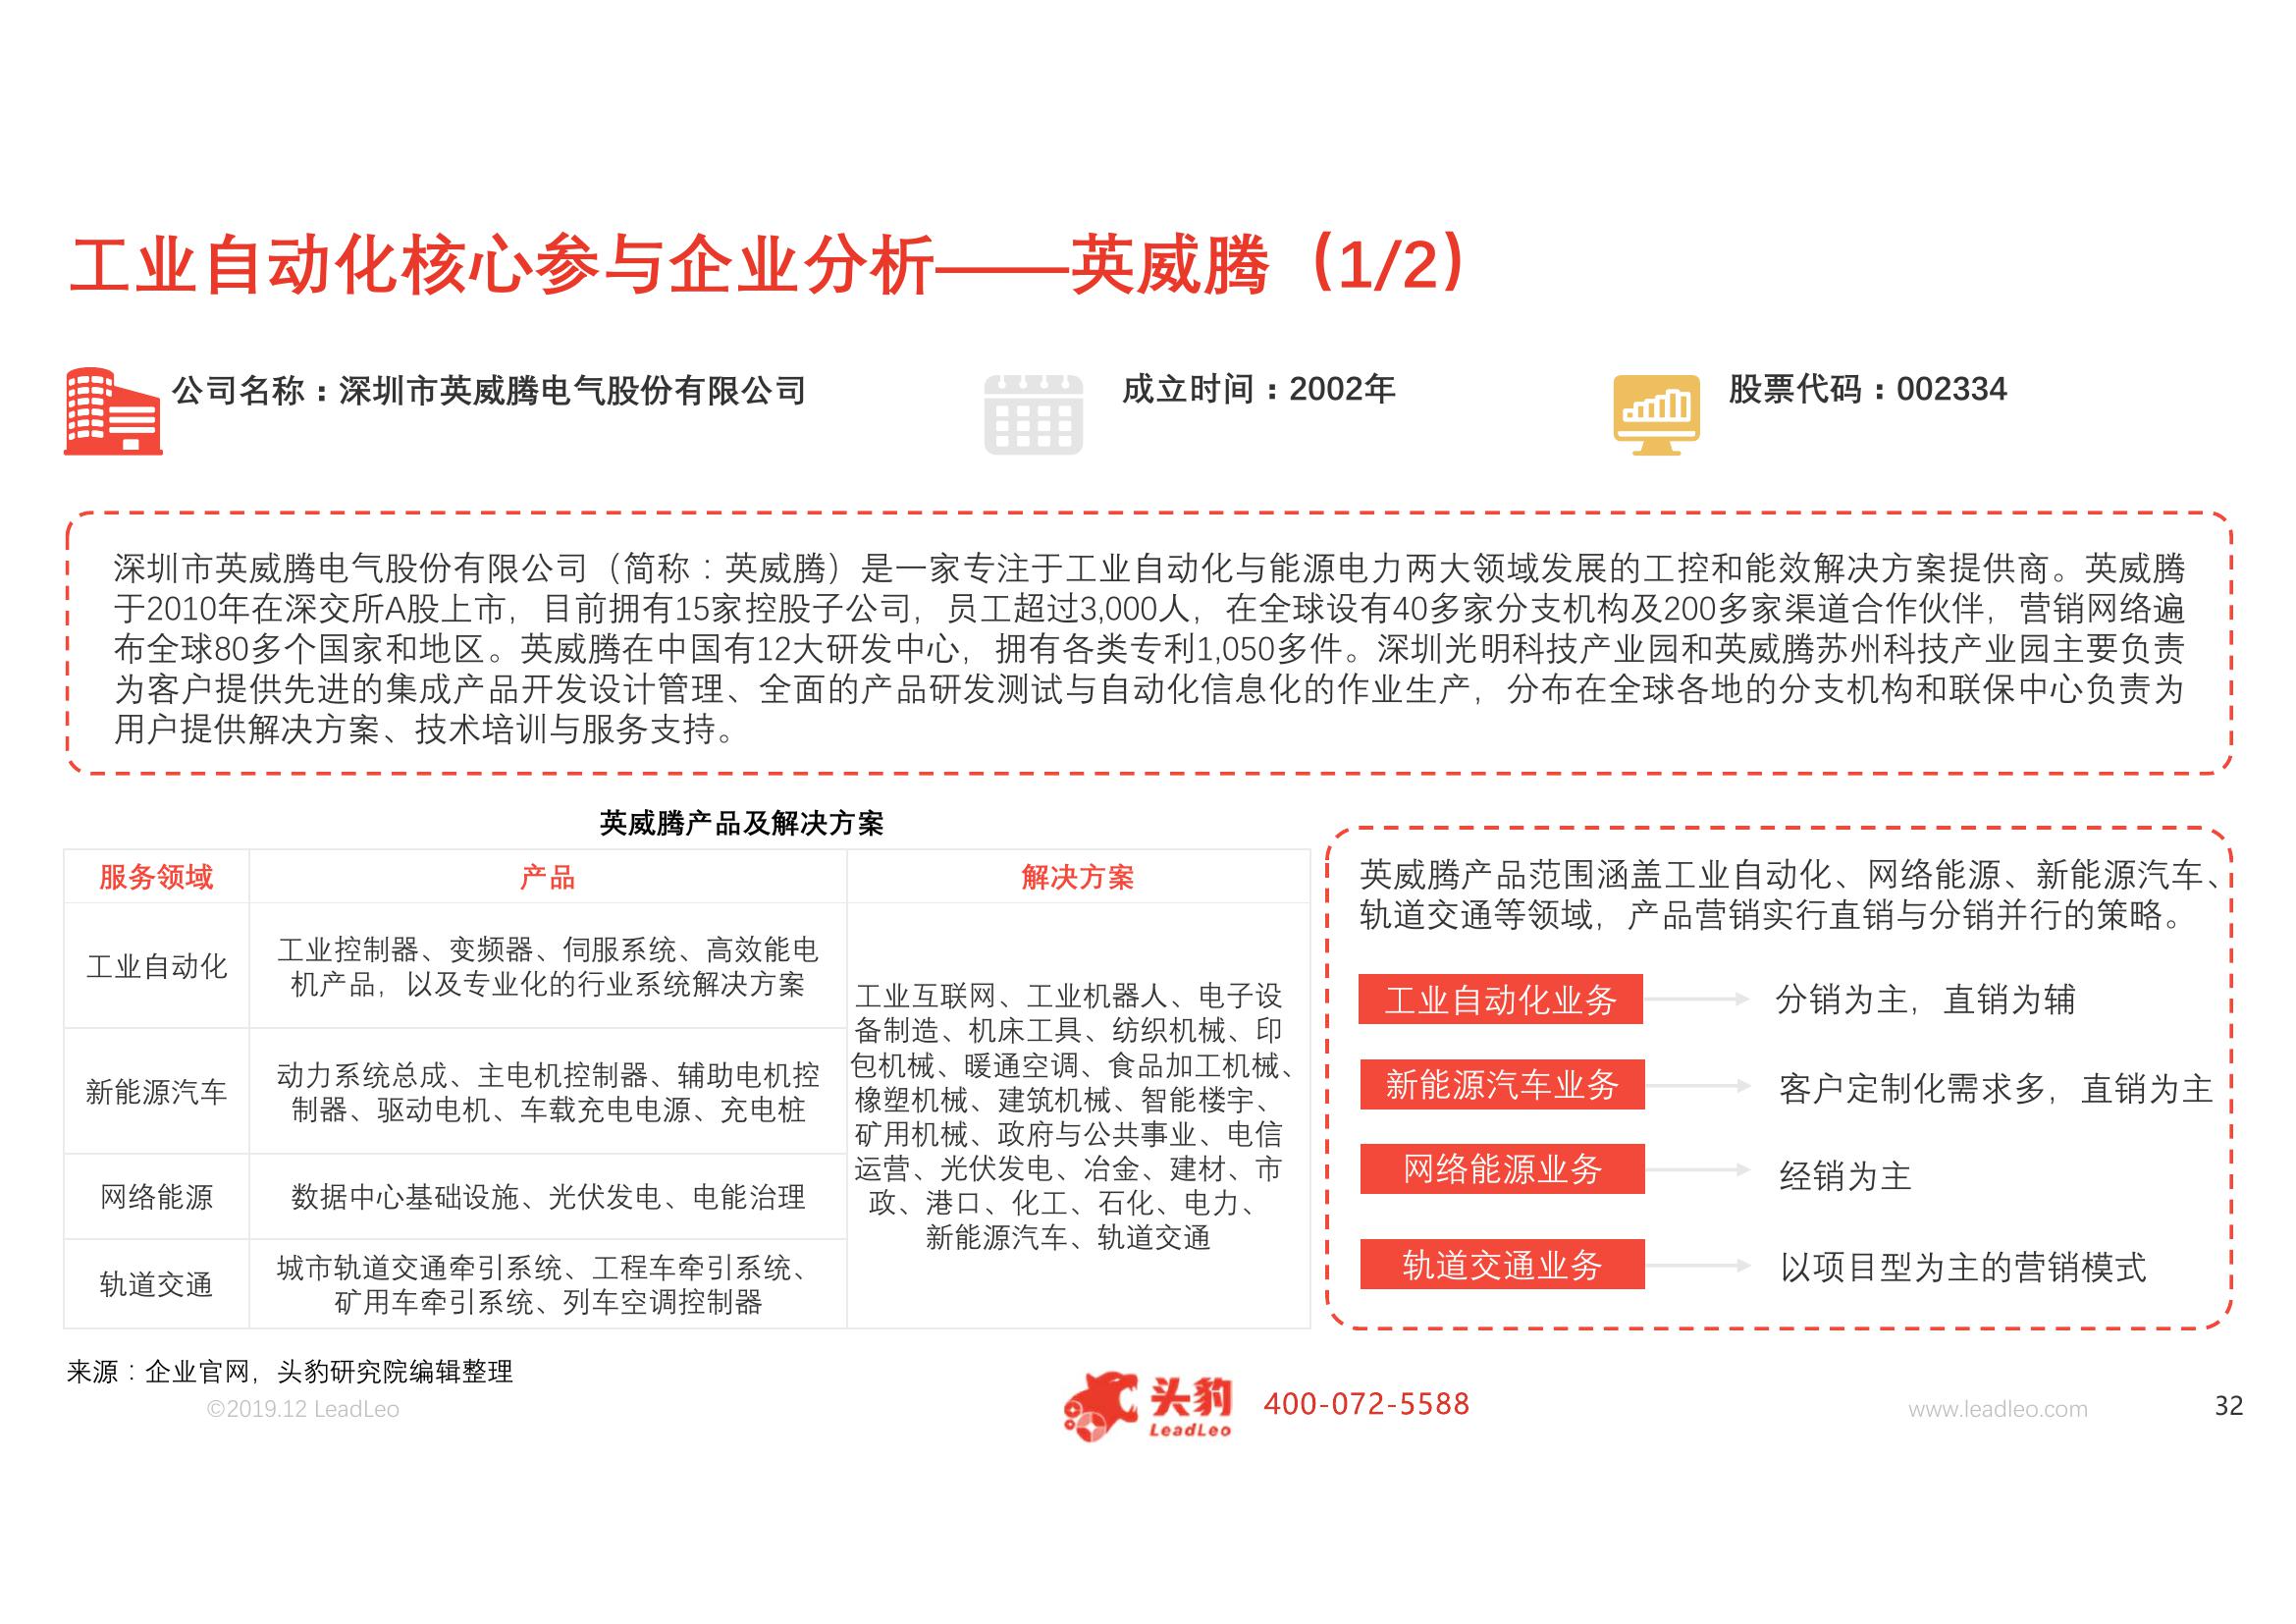 工业自动化核心参与企业分析——英威腾（1/2）
公司名称：深圳市英威腾电气股份有限公司
成立时间：2002年
股票代码：002334
深圳市英威腾电气股份有限公司（简称：英威腾）是一家专注于工业自动化与能源电力两大领域发展的工控和能效解决方案提供商。英威腾
于2010年在深交所A股上市，目前拥有15家控股子公司，员工超过3,000人，在全球设有40多家分支机构及200多家渠道合作伙伴，营销网络遍
布全球80多个国家和地区。英威腾在中国有12大研发中心，拥有各类专利1,050多件。深圳光明科技产业园和英威腾苏州科技产业园主要负责
为客户提供先进的集成产品开发设计管理、全面的产品研发测试与自动化信息化的作业生产，分布在全球各地的分支机构和联保中心负责为
用户提供解决方案、技术培训与服务支持。
英威腾产品及解决方案
服务领域
产品
解决方案
工业自动化
工业控制器、变频器、伺服系统、高效能电
机产品，以及专业化的行业系统解决方案
新能源汽车
动力系统总成、主电机控制器、辅助电机控
制器、驱动电机、车载充电电源、充电桩
网络能源
数据中心基础设施、光伏发电、电能治理
轨道交通
城市轨道交通牵引系统、工程车牵引系统、
矿用车牵引系统、列车空调控制器
工业互联网、工业机器人、电子设
备制造、机床工具、纺织机械、印
包机械、暖通空调、食品加工机械、
橡塑机械、建筑机械、智能楼宇、
矿用机械、政府与公共事业、电信
运营、光伏发电、冶金、建材、市
政、港口、化工、石化、电力、
新能源汽车、轨道交通
英威腾产品范围涵盖工业自动化、网络能源、新能源汽车、
轨道交通等领域，产品营销实行直销与分销并行的策略。
工业自动化业务
分销为主，直销为辅
新能源汽车业务
客户定制化需求多，直销为主
网络能源业务
经销为主
轨道交通业务
以项目型为主的营销模式
来源：企业官网，头豹研究院编辑整理
©2019.12 LeadLeo
头豹
LeadLeo
400-072-5588
www.leadleo.com
32